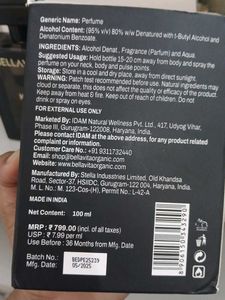 Generic Name: Perfume
Alcohol Content: (95% v/v) 80% w/w Denatured with t-Butyl Alcohol and
Denatonium Benzoate.
INGREDIENTS: Alcohol Denat., Fragrance (Parfum) and Aqua
Suggested Usage: Hold bottle 15-20 cm away from body and spray the
perfume on your neck, body and pulse points.
Storage: Store in a cool and dry place, away from direct sunlight.
WARNING: Patch test recommended before use. Natural ingredients may
cloud or separate, this does not affect the quality or efficacy of this product.
Keep away from heat & fire. Keep out of reach of children. Do not
drink or spray on eyes.
FOR EXTERNAL USE ONLY
Marketed By: IDAM Natural Wellness Pvt. Ltd., 417, Udyog Vihar,
Phase III, Gurugram-122008, Haryana, India.
Please contact IDAM at the above address, for any product related
complaint to
Customer Care No.: +91 9311732440
Email: shop@bellavitaorganic.com
www.bellavitaorganic.com
Manufactured By: Stella Industries Limited, Old Khandsa
Road, Sector-37, HSIIDC, Gurugram-122 004, Haryana, India.
M. L. No.: M. 123-Cos-(H), Permit No.: L-42-A
MADE IN INDIA
Net Content: 100 ml
MRP : ₹ 799.00 (incl. of all taxes)
USP : ₹ 7.99 per ml
Use Before : 36 Months from Mfg. Date
Batch No.: BEDPE25233
Mfg. Date: 05/2025
8 906150 343290